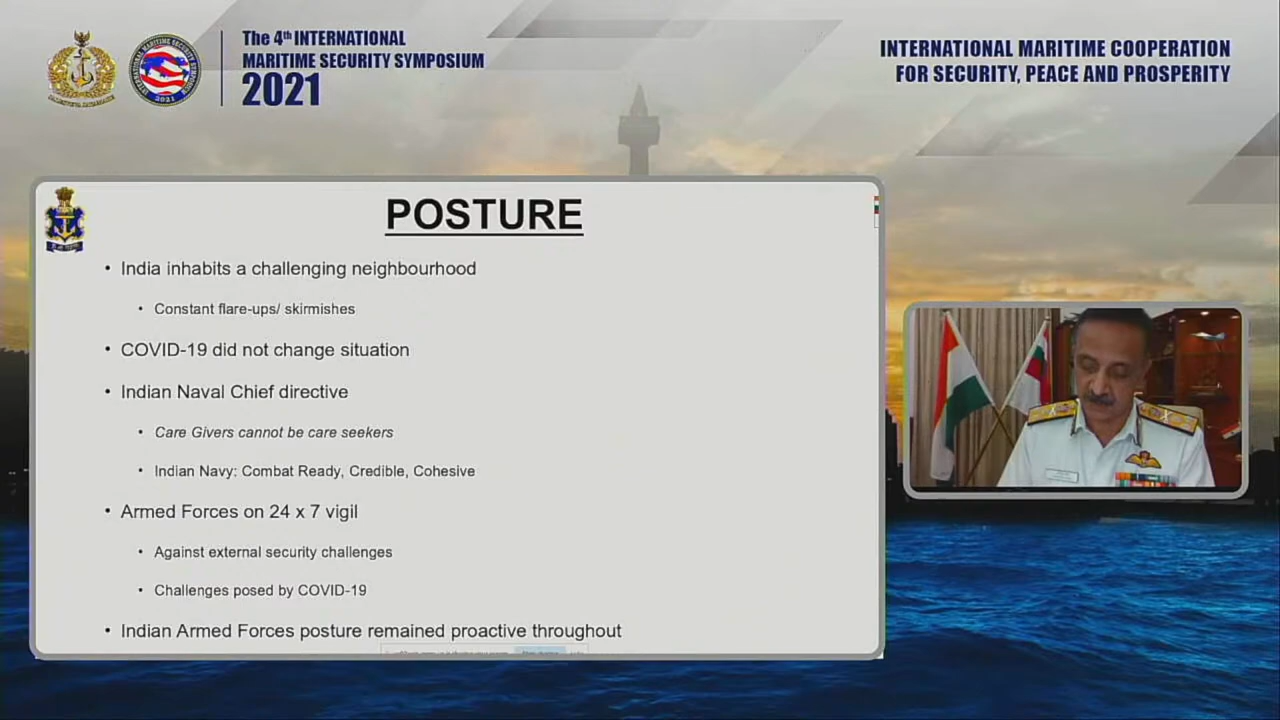 The 4th INTERNATIONAL
MARITIME SECURITY SYMPOSIUM
2021
INTERNATIONAL MARITIME COOPERATION
FOR SECURITY, PEACE AND PROSPERITY
POSTURE
• India inhabits a challenging neighbourhood
• Constant flare-ups/ skirmishes
• COVID-19 did not change situation
• Indian Naval Chief directive
• Care Givers cannot be care seekers
• Indian Navy: Combat Ready, Credible, Cohesive
• Armed Forces on 24 x 7 vigil
• Against external security challenges
• Challenges posed by COVID-19
• Indian Armed Forces posture remained proactive throughout